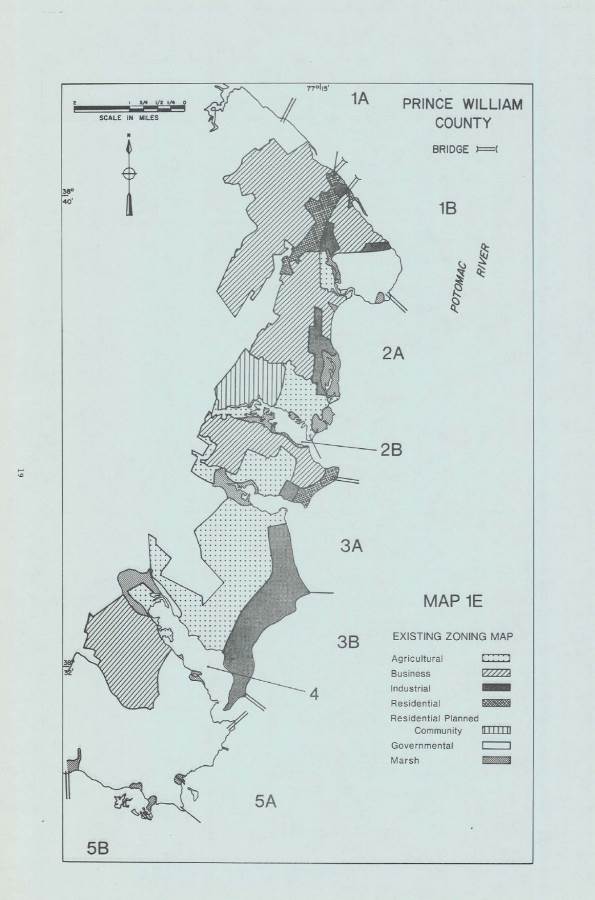 2 1 3/4 1/2 1/4 0
SCALE IN MILES
N
77° 15'
1A
PRINCE WILLIAM
COUNTY
BRIDGE
38°
40'
1B
POTOMAC
RIVER
2A
2B
19
3A
MAP 1E
3B
EXISTING ZONING MAP
Agricultural
Business
Industrial
Residential
Residential Planned
Community
Governmental
Marsh
4
5A
5B